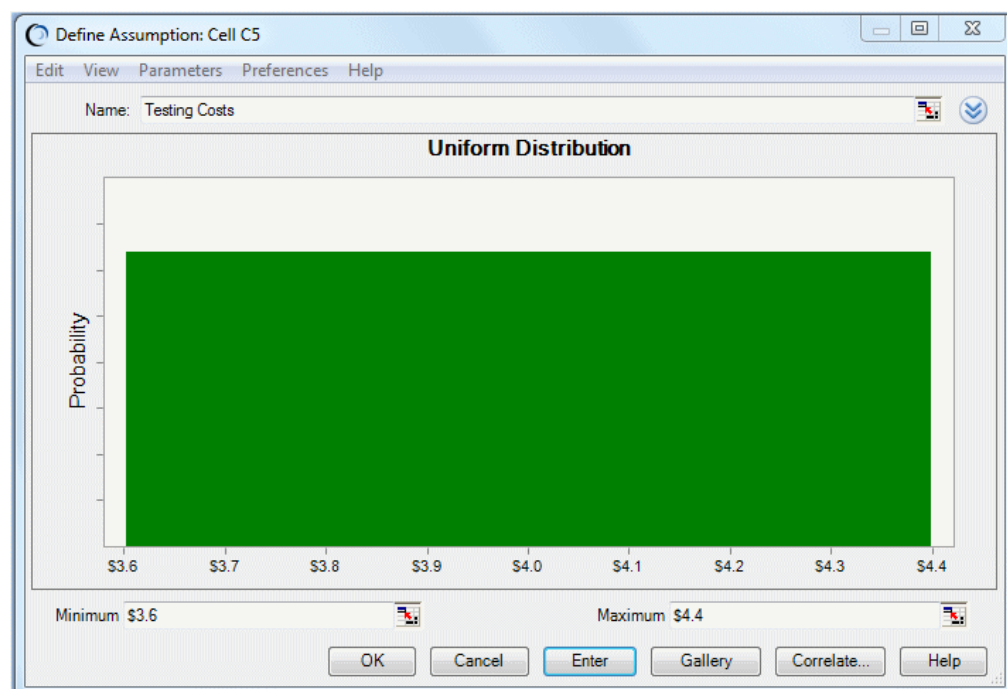 Define Assumption: Cell C5
Edit View Parameters Preferences Help
Name: Testing Costs
Uniform Distribution
Probability
$3.6 $3.7 $3.8 $3.9 $4.0 $4.1 $4.2 $4.3 $4.4
Minimum $3.6 Maximum $4.4
OK Cancel Enter Gallery Correlate... Help